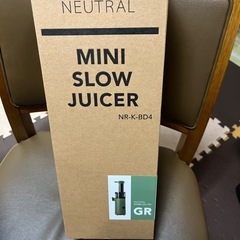 NEUTRAL
MINI
SLOW
JUICER
NR-K-BD4
GR